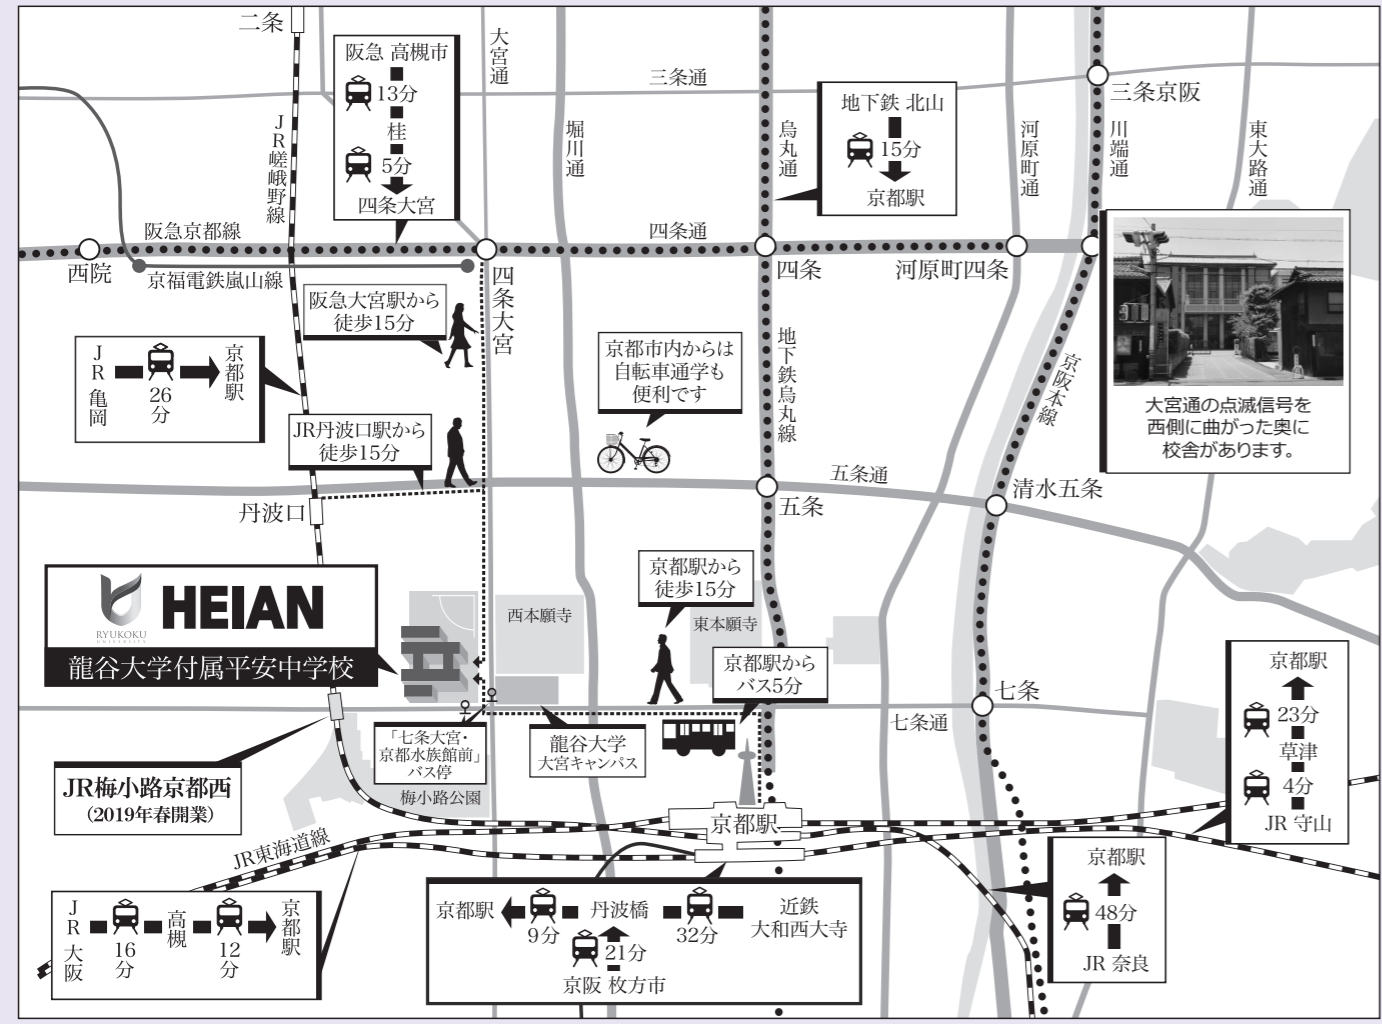 二条
阪急 高槻市
13分
桂
5分
四条大宮
大宮通
三条通
堀川通
烏丸通
地下鉄 北山
15分
京都駅
河原町通
三条京阪
川端通
東大路通
JR嵯峨野線
阪急京都線
四条通
西院
京福電鉄嵐山線
四条大宮
四条
河原町四条
阪急大宮駅から
徒歩15分
JR亀岡
26分
京都駅
京都市内からは
自転車通学も
便利です
地下鉄烏丸線
京阪本線
大宮通の点滅信号を
西側に曲がった奥に
校舎があります。
JR丹波口駅から
徒歩15分
丹波口
五条通
五条
清水五条
RYUKOKU
UNIVERSITY
HEIAN
龍谷大学付属平安中学校
西本願寺
京都駅から
徒歩15分
東本願寺
京都駅から
バス5分
七条
七条通
「七条大宮・
京都水族館前」
バス停
龍谷大学
大宮キャンパス
梅小路公園
JR梅小路京都西
(2019年春開業)
京都駅
JR東海道線
京都駅
23分
草津
4分
JR 守山
JR大阪
16分
高槻
12分
京都駅
京都駅
9分
丹波橋
32分
近鉄
大和西大寺
21分
京阪 枚方市
京都駅
48分
JR 奈良